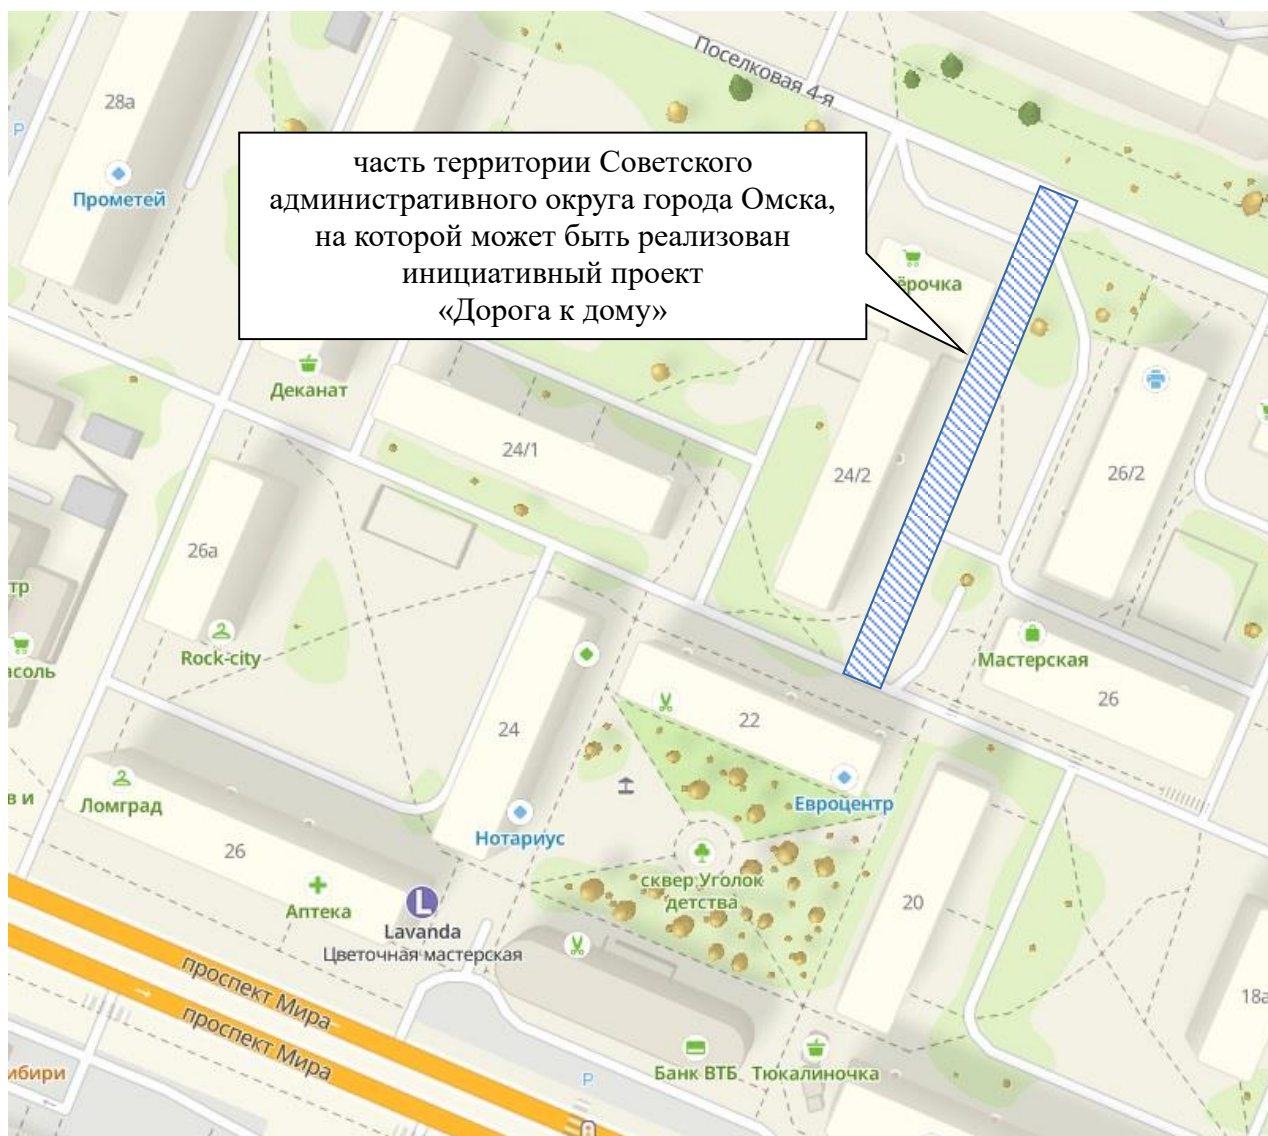 Поселковая 4-я
28а
P
Прометей
часть территории Советского
административного округа города Омска,
на которой может быть реализован
инициативный проект
«Дорога к дому»
ёрочка
Деканат
24/1
24/2
26/2
26а
тр
Rock-city
асоль
Мастерская
26
22
24
Ломград
в и
Евроцентр
Нотариус
26
сквер Уголок
детства
Аптека
20
L
Lavanda
Цветочная мастерская
проспект Мира
проспект Мира
18а
Банк ВТБ
Тюкалиночка
ибири
P